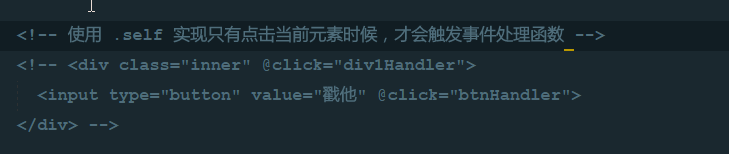 <!-- 使用 .self 实现只有点击当前元素时候，才会触发事件处理函数 -->
<!-- <div class="inner" @click="div1Handler">
<input type="button" value="戳他" @click="btnHandler">
</div> -->